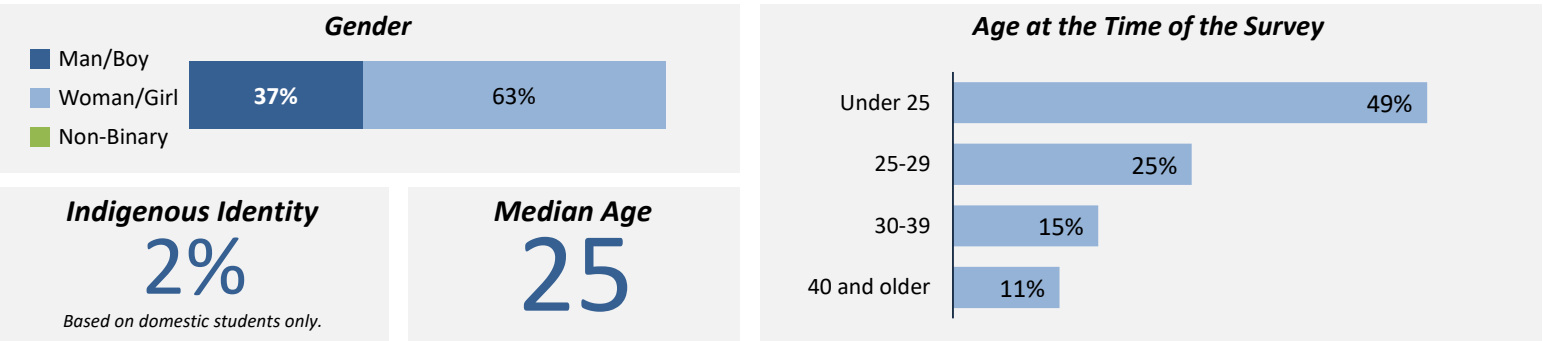 Gender
Man/Boy
Woman/Girl
Non-Binary
37%
63%
Indigenous Identity
2%
Based on domestic students only.
Median Age
25
Age at the Time of the Survey
Under 25
49%
25-29
25%
30-39
15%
40 and older
11%